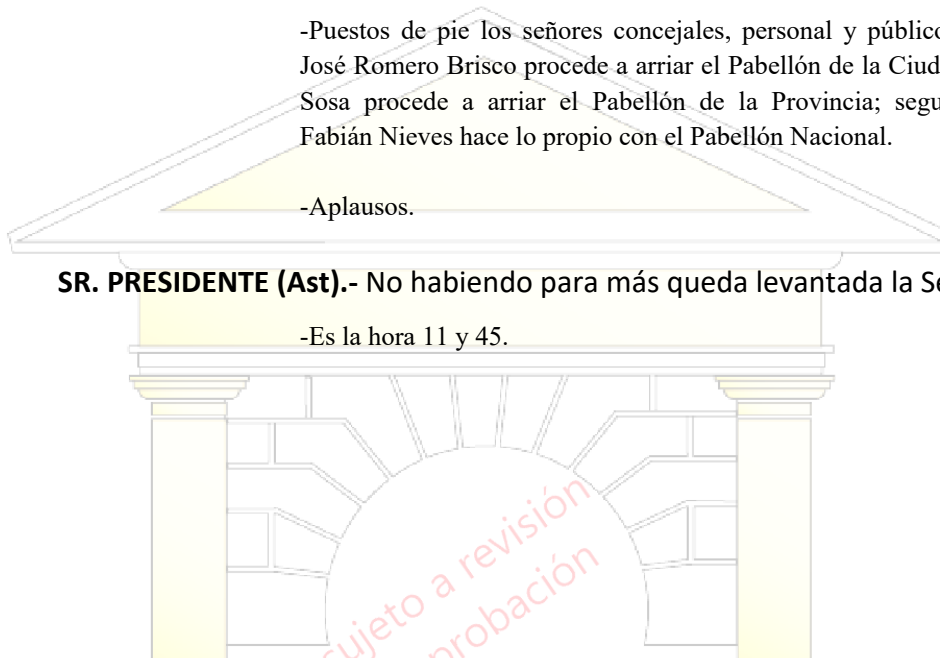 -Puestos de pie los señores concejales, personal y público
José Romero Brisco procede a arriar el Pabellón de la Ciud
Sosa procede a arriar el Pabellón de la Provincia; segu
Fabián Nieves hace lo propio con el Pabellón Nacional.
-Aplausos.
SR. PRESIDENTE (Ast).- No habiendo para más queda levantada la Se
-Es la hora 11 y 45.
sujeto a revisión
probación